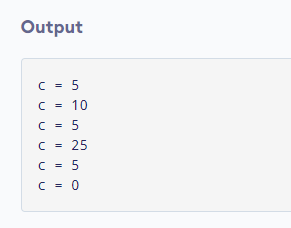 Output
c = 5
c = 10
c = 5
c = 25
c = 5
c = 0